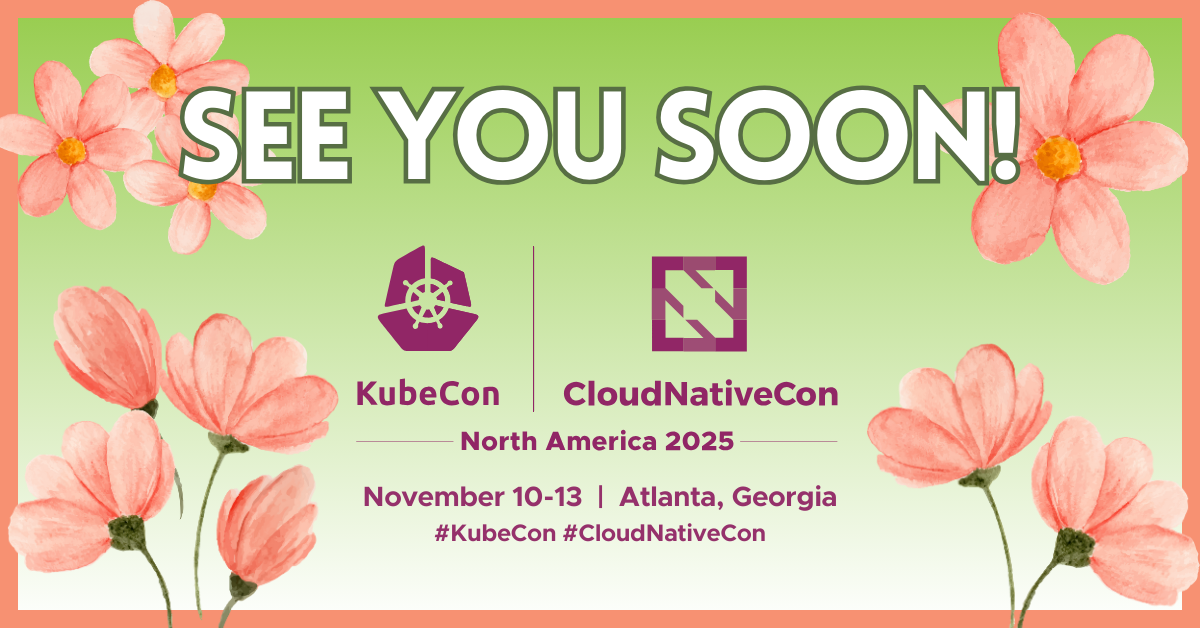 SEE YOU SOON!
KubeCon
CloudNativeCon
North America 2025
November 10-13 | Atlanta, Georgia
#KubeCon #CloudNativeCon